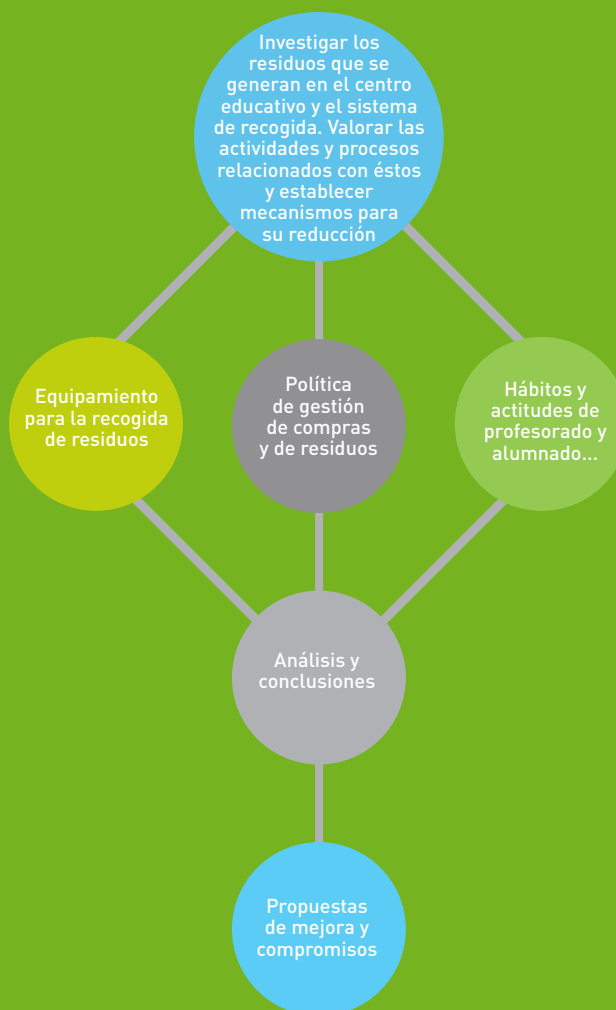 Investigar los
residuos que se
generan en el centro
educativo y el sistema
de recogida. Valorar las
actividades y procesos
relacionados con éstos
y establecer
mecanismos para
su reducción
Equipamiento
para la recogida
de residuos
Política
de gestión
de compras
y de residuos
Hábitos y
actitudes de
profesorado y
alumnado...
Análisis y
conclusiones
Propuestas
de mejora y
compromisos